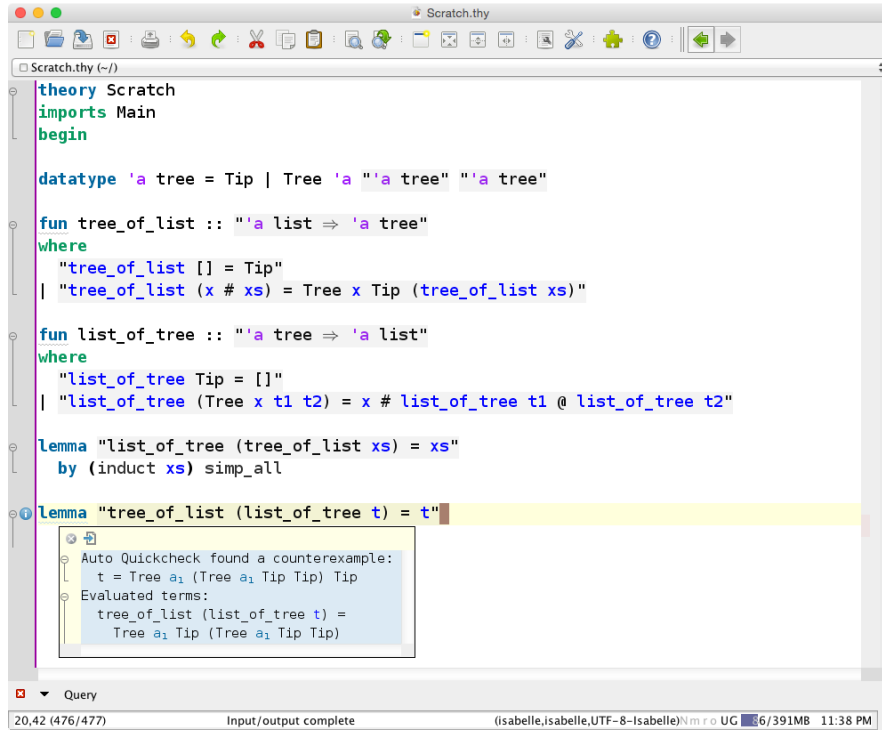 Scratch.thy
Scratch.thy (~/)
theory Scratch
imports Main
begin
datatype 'a tree = Tip | Tree 'a "'a tree" "'a tree"
fun tree_of_list :: "'a list ⇒ 'a tree"
where
"tree_of_list [] = Tip"
| "tree_of_list (x # xs) = Tree x Tip (tree_of_list xs)"
fun list_of_tree :: "'a tree ⇒ 'a list"
where
"list_of_tree Tip = []"
| "list_of_tree (Tree x t1 t2) = x # list_of_tree t1 @ list_of_tree t2"
lemma "list_of_tree (tree_of_list xs) = xs"
by (induct xs) simp_all
lemma "tree_of_list (list_of_tree t) = t"
Auto Quickcheck found a counterexample:
t = Tree a₁ (Tree a₁ Tip Tip) Tip
Evaluated terms:
tree_of_list (list_of_tree t) =
Tree a₁ Tip (Tree a₁ Tip Tip)
Query
20,42 (476/477) Input/output complete (isabelle,isabelle,UTF-8-Isabelle)N m r o UG 86/391MB 11:38 PM